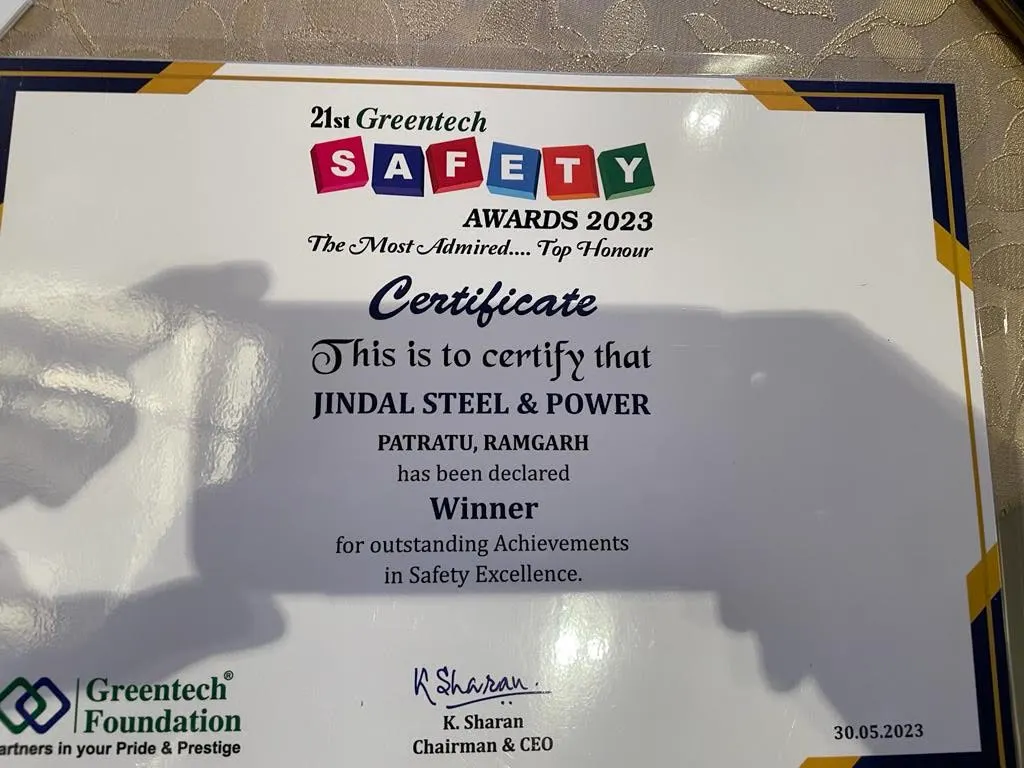 21st Greentech
SAFETY
AWARDS 2023
The Most Admired.... Top Honour
Certificate
This is to certify that
JINDAL STEEL & POWER
PATRATU, RAMGARH
has been declared
Winner
for outstanding Achievements
in Safety Excellence.
Greentech®
Foundation
artners in your Pride & Prestige
K Sharan
K. Sharan
Chairman & CEO
30.05.2023